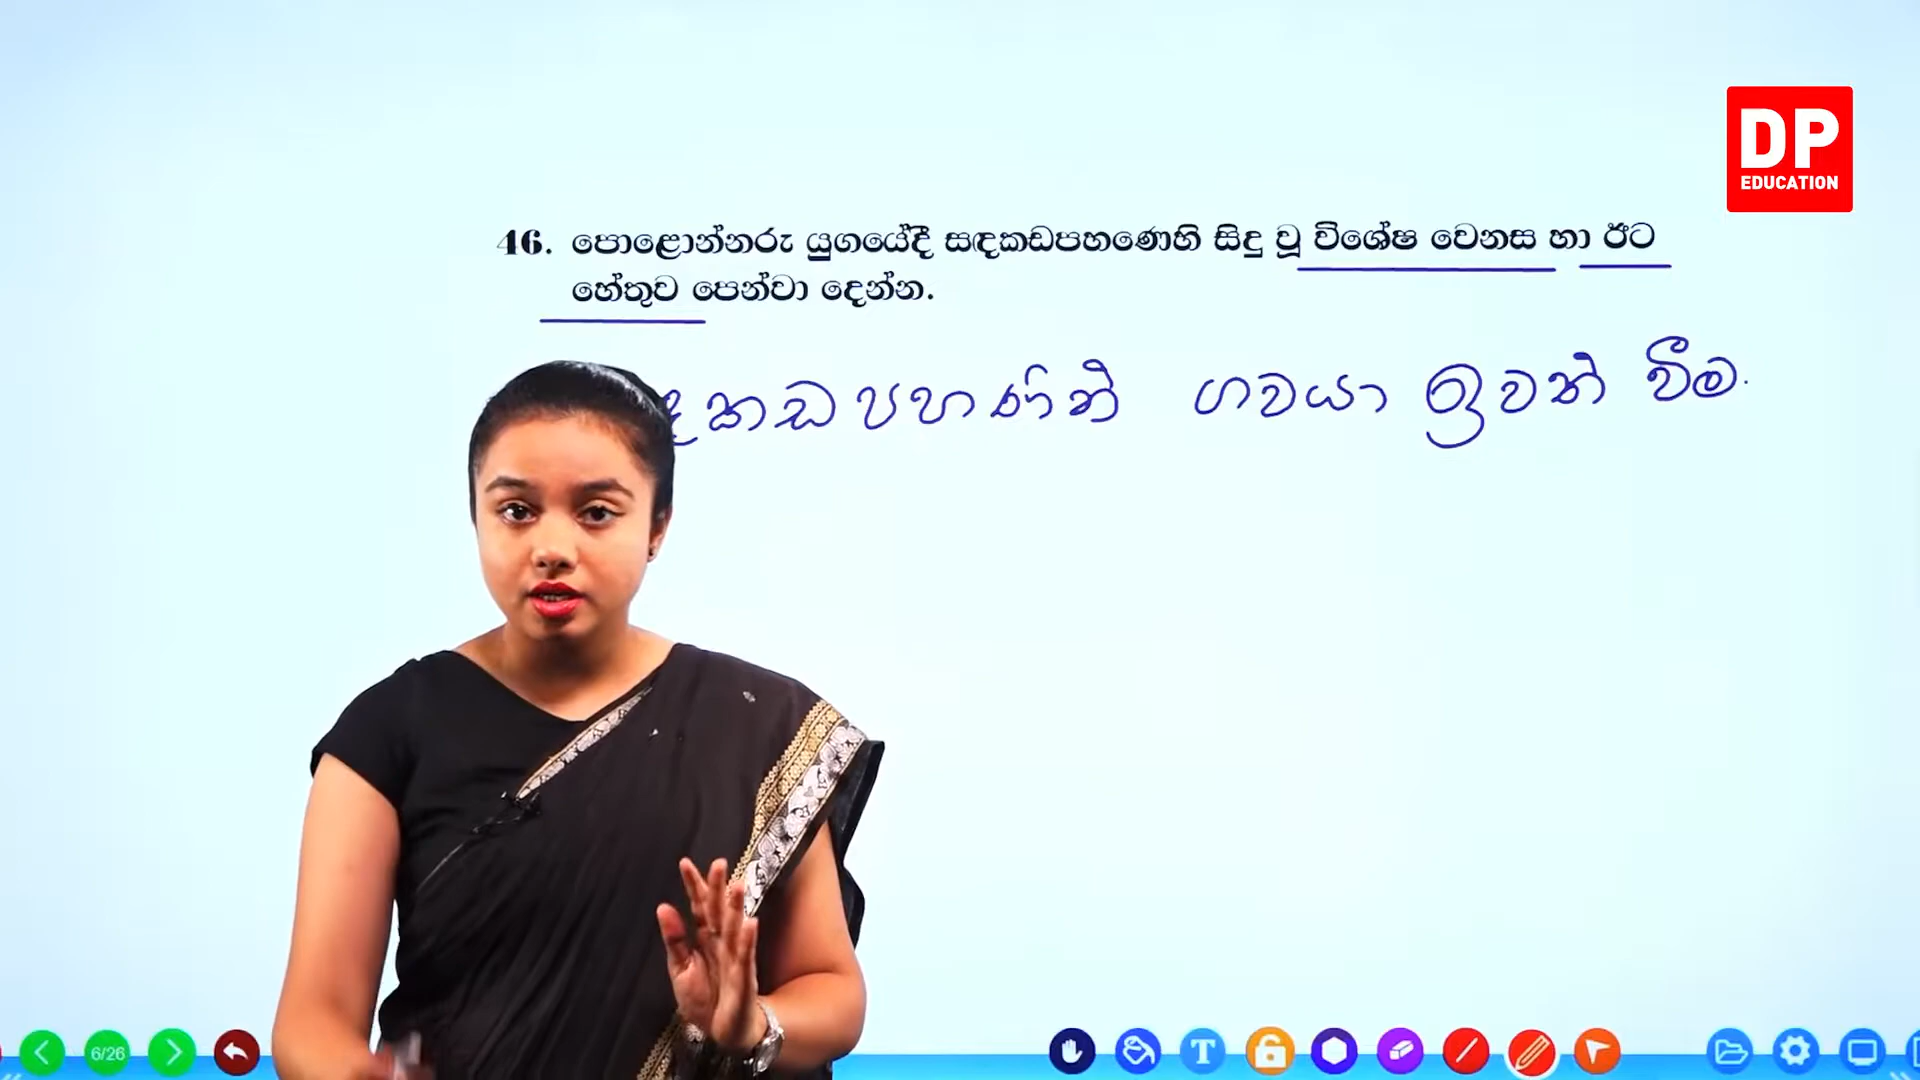 DP
EDUCATION
46. පොළොන්නරු යුගයේදී සඳකඩපහණෙහි සිදු වූ විශේෂ වෙනස හා ඊට
හේතුව පෙන්වා දෙන්න.
කඩපහණින් ගවයා ඉවත් වීම.
6/26
T